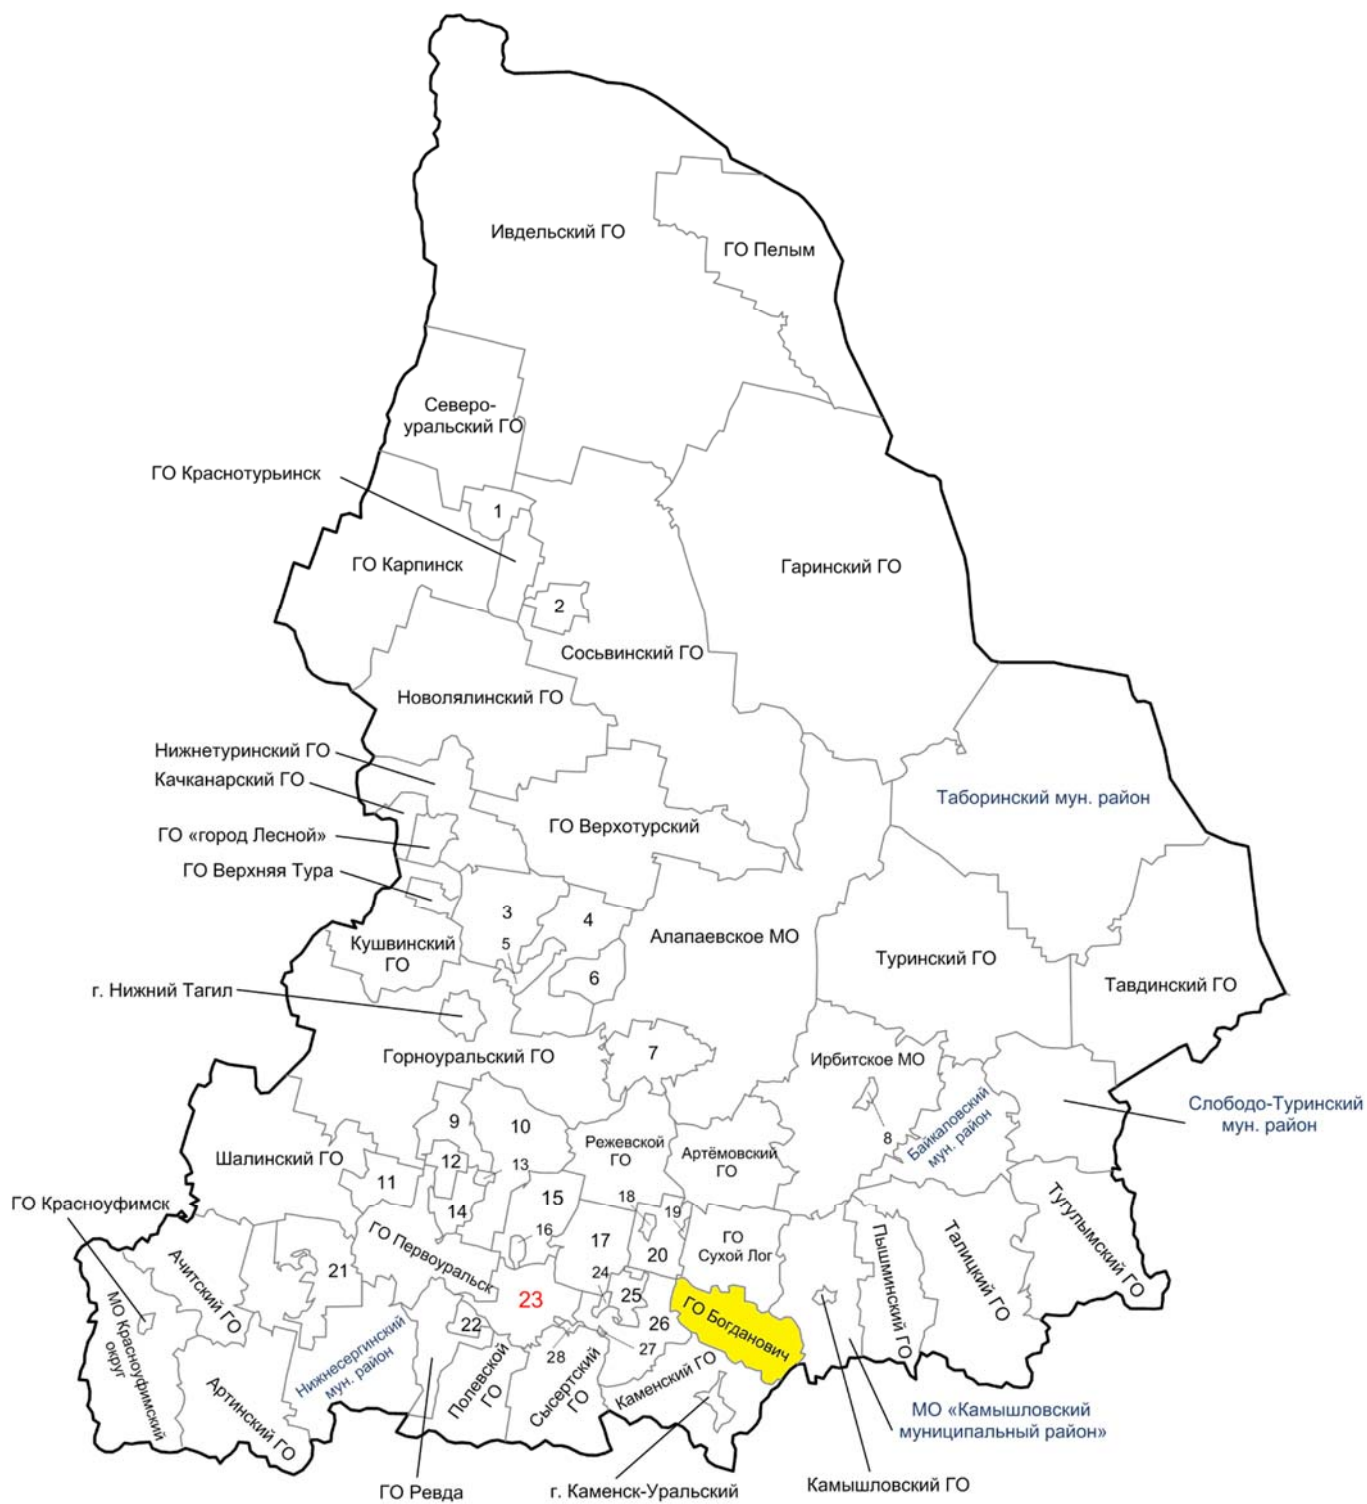 Ивдельский ГО
ГО Пелым
Северо-
уральский ГО
ГО Краснотурьинск
1
ГО Карпинск
Гаринский ГО
2
Сосьвинский ГО
Новолялинский ГО
Нижнетуринский ГО
Качканарский ГО
Таборинский мун. район
ГО «город Лесной»
ГО Верхотурский
ГО Верхняя Тура
3
4
Кушвинский
ГО
5
Алапаевское МО
6
Туринский ГО
Тавдинский ГО
г. Нижний Тагил
Горноуральский ГО
7
Ирбитское МО
Слободо-Туринский
мун. район
8
Байкаловский
мун. район
9
10
Режевской
ГО
Артёмовский
ГО
Шалинский ГО
11
12
13
14
15
16
17
18
19
20
ГО
Сухой Лог
Пышминский ГО
Талицкий ГО
Тугулымский ГО
ГО Красноуфимск
Ачитский ГО
21
ГО Первоуральск
МО Красноуфимский
округ
Артинский ГО
Нижнесергинский
мун. район
22
23
24
25
26
27
28
ГО Богданович
Полевской
ГО
Сысертский
ГО
Каменский ГО
МО «Камышловский
муниципальный район»
ГО Ревда
г. Каменск-Уральский
Камышловский ГО